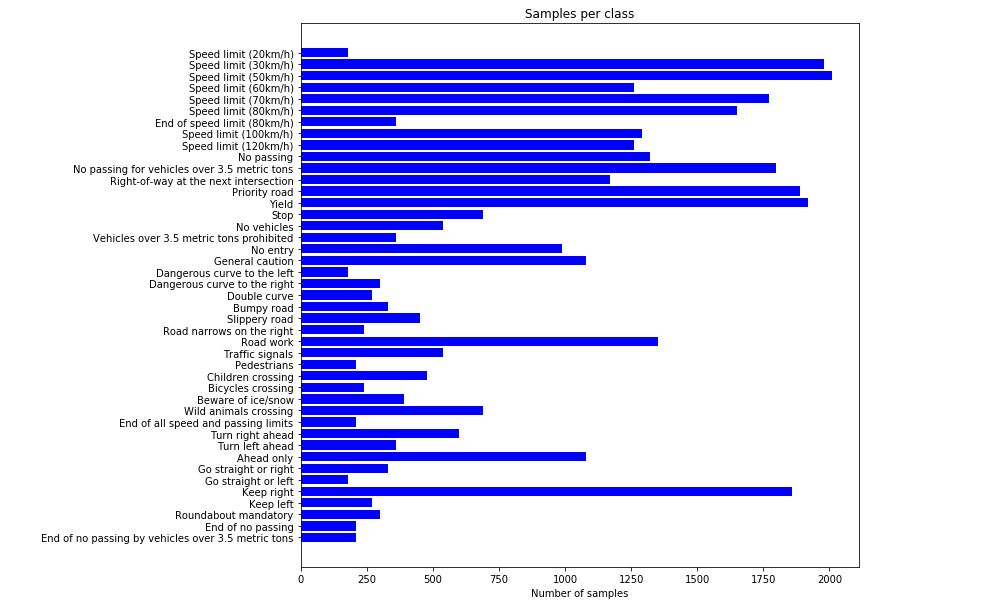 Samples per class
Speed limit (20km/h)
Speed limit (30km/h)
Speed limit (50km/h)
Speed limit (60km/h)
Speed limit (70km/h)
Speed limit (80km/h)
End of speed limit (80km/h)
Speed limit (100km/h)
Speed limit (120km/h)
No passing
No passing for vehicles over 3.5 metric tons
Right-of-way at the next intersection
Priority road
Yield
Stop
No vehicles
Vehicles over 3.5 metric tons prohibited
No entry
General caution
Dangerous curve to the left
Dangerous curve to the right
Double curve
Bumpy road
Slippery road
Road narrows on the right
Road work
Traffic signals
Pedestrians
Children crossing
Bicycles crossing
Beware of ice/snow
Wild animals crossing
End of all speed and passing limits
Turn right ahead
Turn left ahead
Ahead only
Go straight or right
Go straight or left
Keep right
Keep left
Roundabout mandatory
End of no passing
End of no passing by vehicles over 3.5 metric tons
0 250 500 750 1000 1250 1500 1750 2000
Number of samples